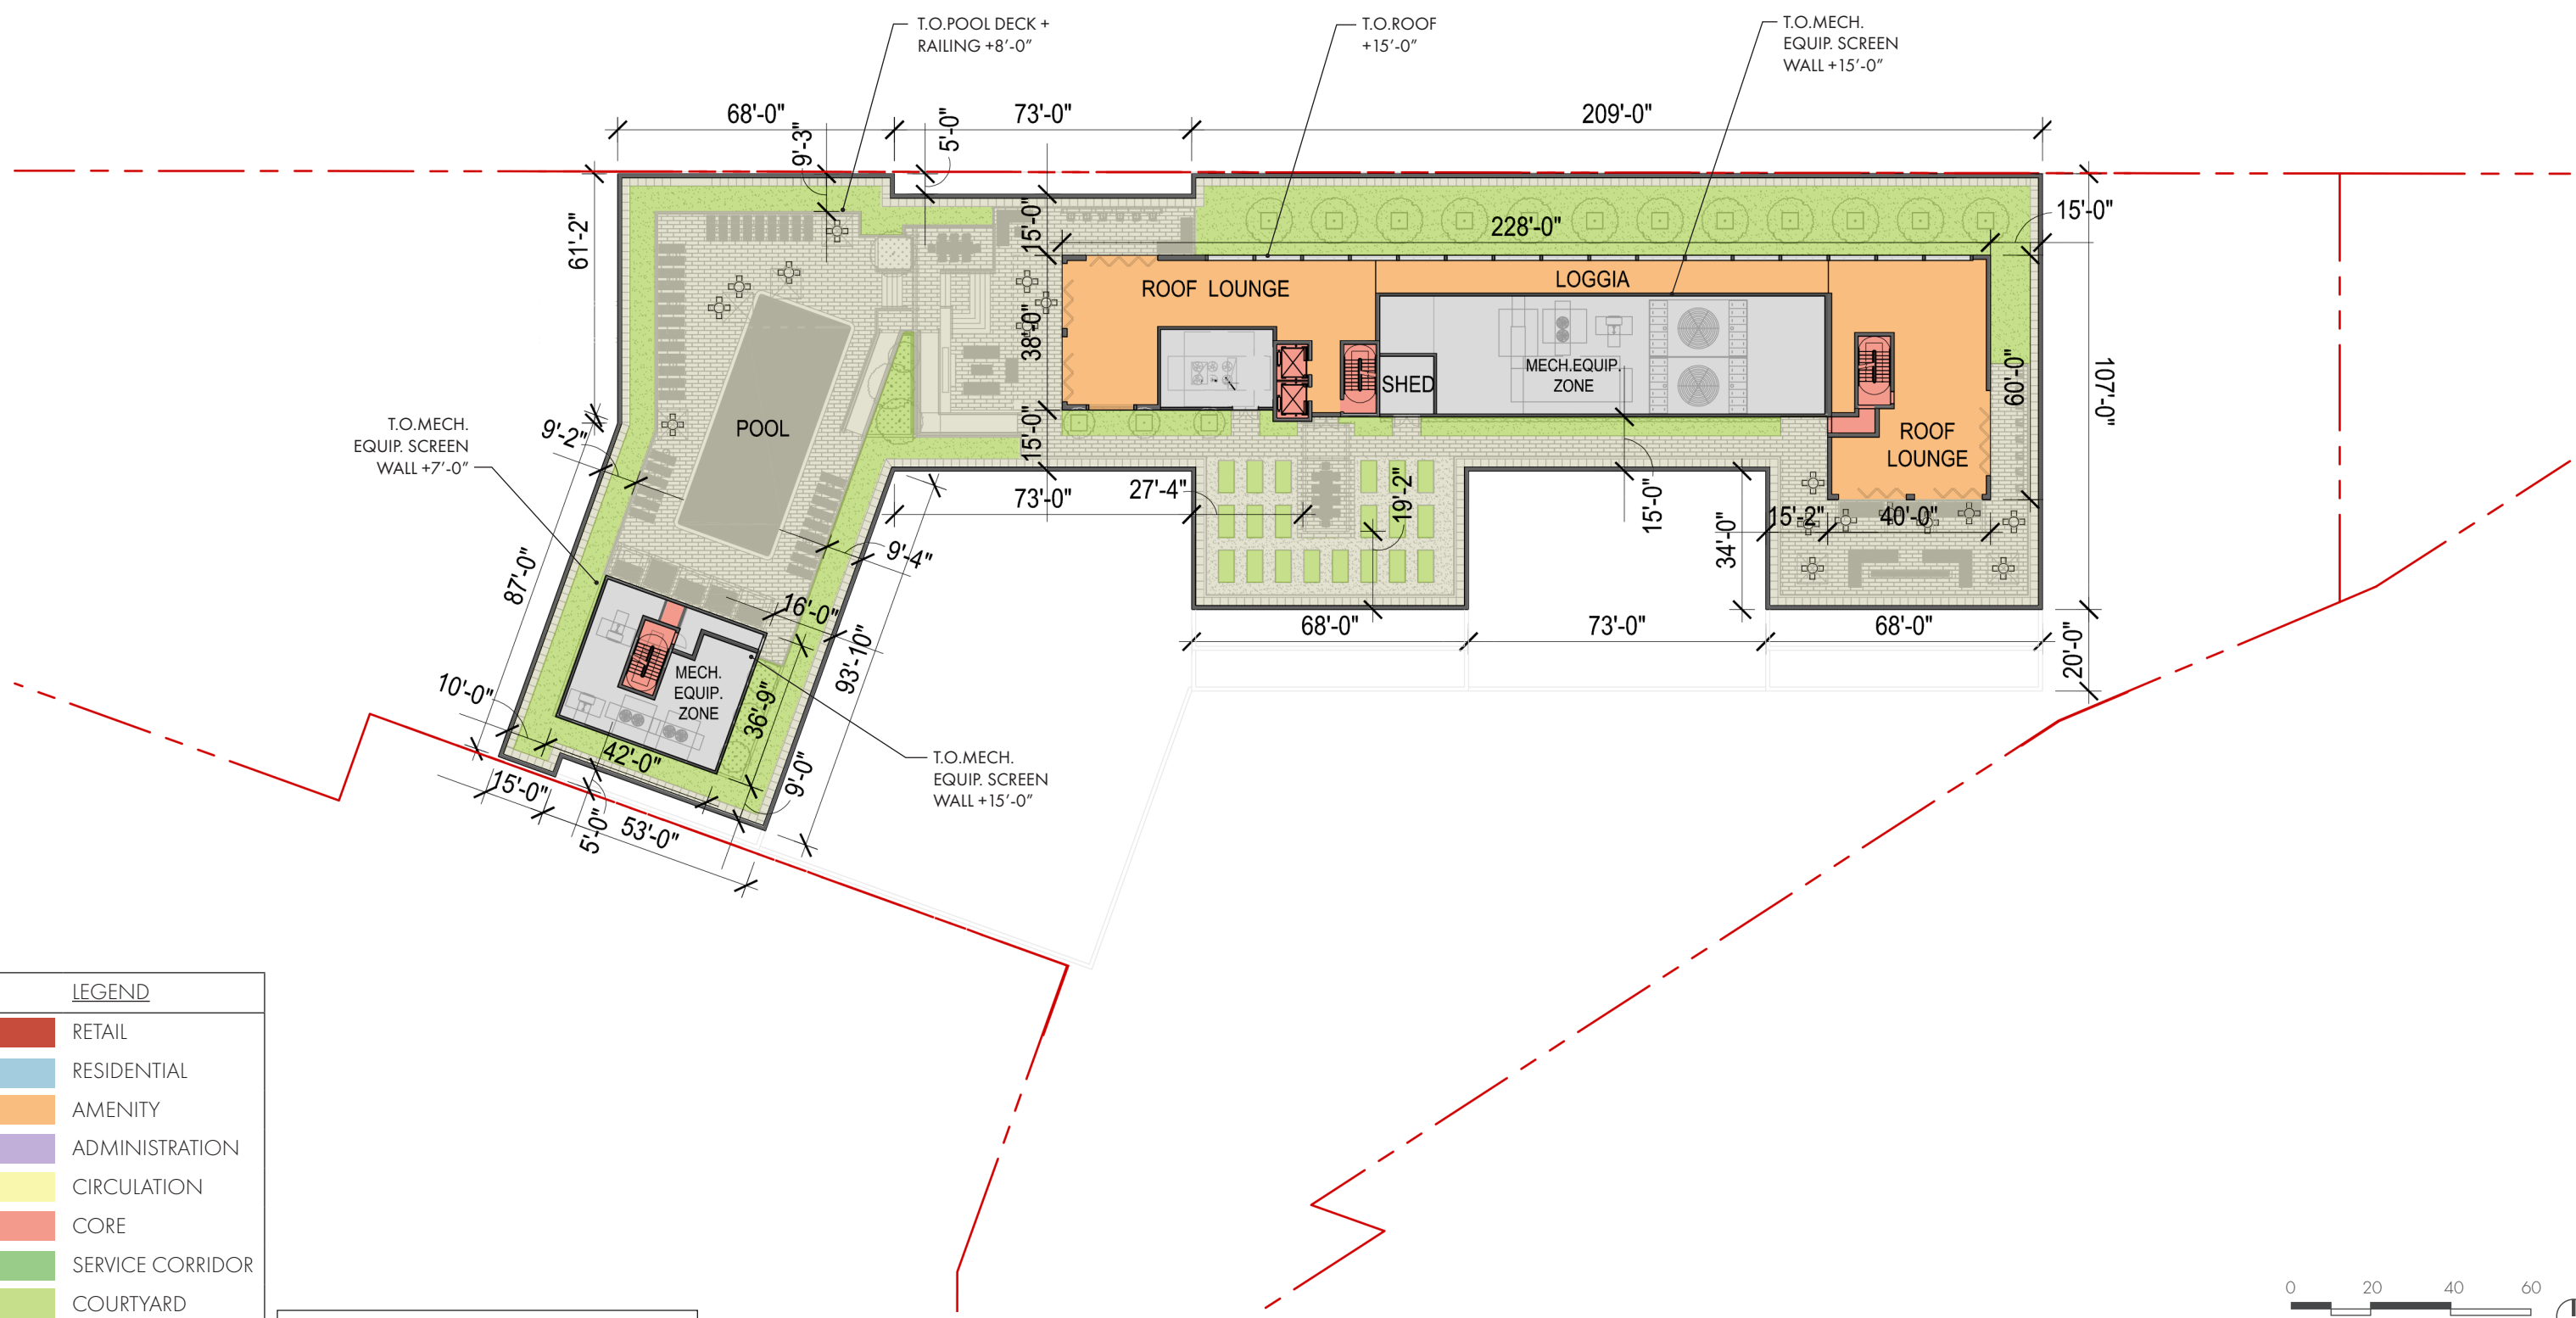 T.O.POOL DECK +
RAILING +8'-0"
T.O.ROOF
+15'-0"
T.O.MECH.
EQUIP. SCREEN
WALL +15'-0"
68'-0"
73'-0"
209'-0"
9'-3"
5'-0"
61'-2"
15'-0"
228'-0"
15'-0"
ROOF LOUNGE
LOGGIA
38'-0"
MECH.EQUIP.
ZONE
SHED
60'-0"
107'-0"
POOL
T.O.MECH.
EQUIP. SCREEN
WALL +7'-0"
9'-2"
15'-0"
ROOF
LOUNGE
73'-0"
27'-4"
19'-2"
15'-0"
34'-0"
15'-2"
40'-0"
9'-4"
87'-0"
16'-0"
93'-10"
68'-0"
73'-0"
68'-0"
20'-0"
MECH.
EQUIP.
ZONE
36'-9"
10'-0"
42'-0"
9'-0"
15'-0"
5'-0"
53'-0"
T.O.MECH.
EQUIP. SCREEN
WALL +15'-0"
LEGEND
RETAIL
RESIDENTIAL
AMENITY
ADMINISTRATION
CIRCULATION
CORE
SERVICE CORRIDOR
COURTYARD
0 20 40 60